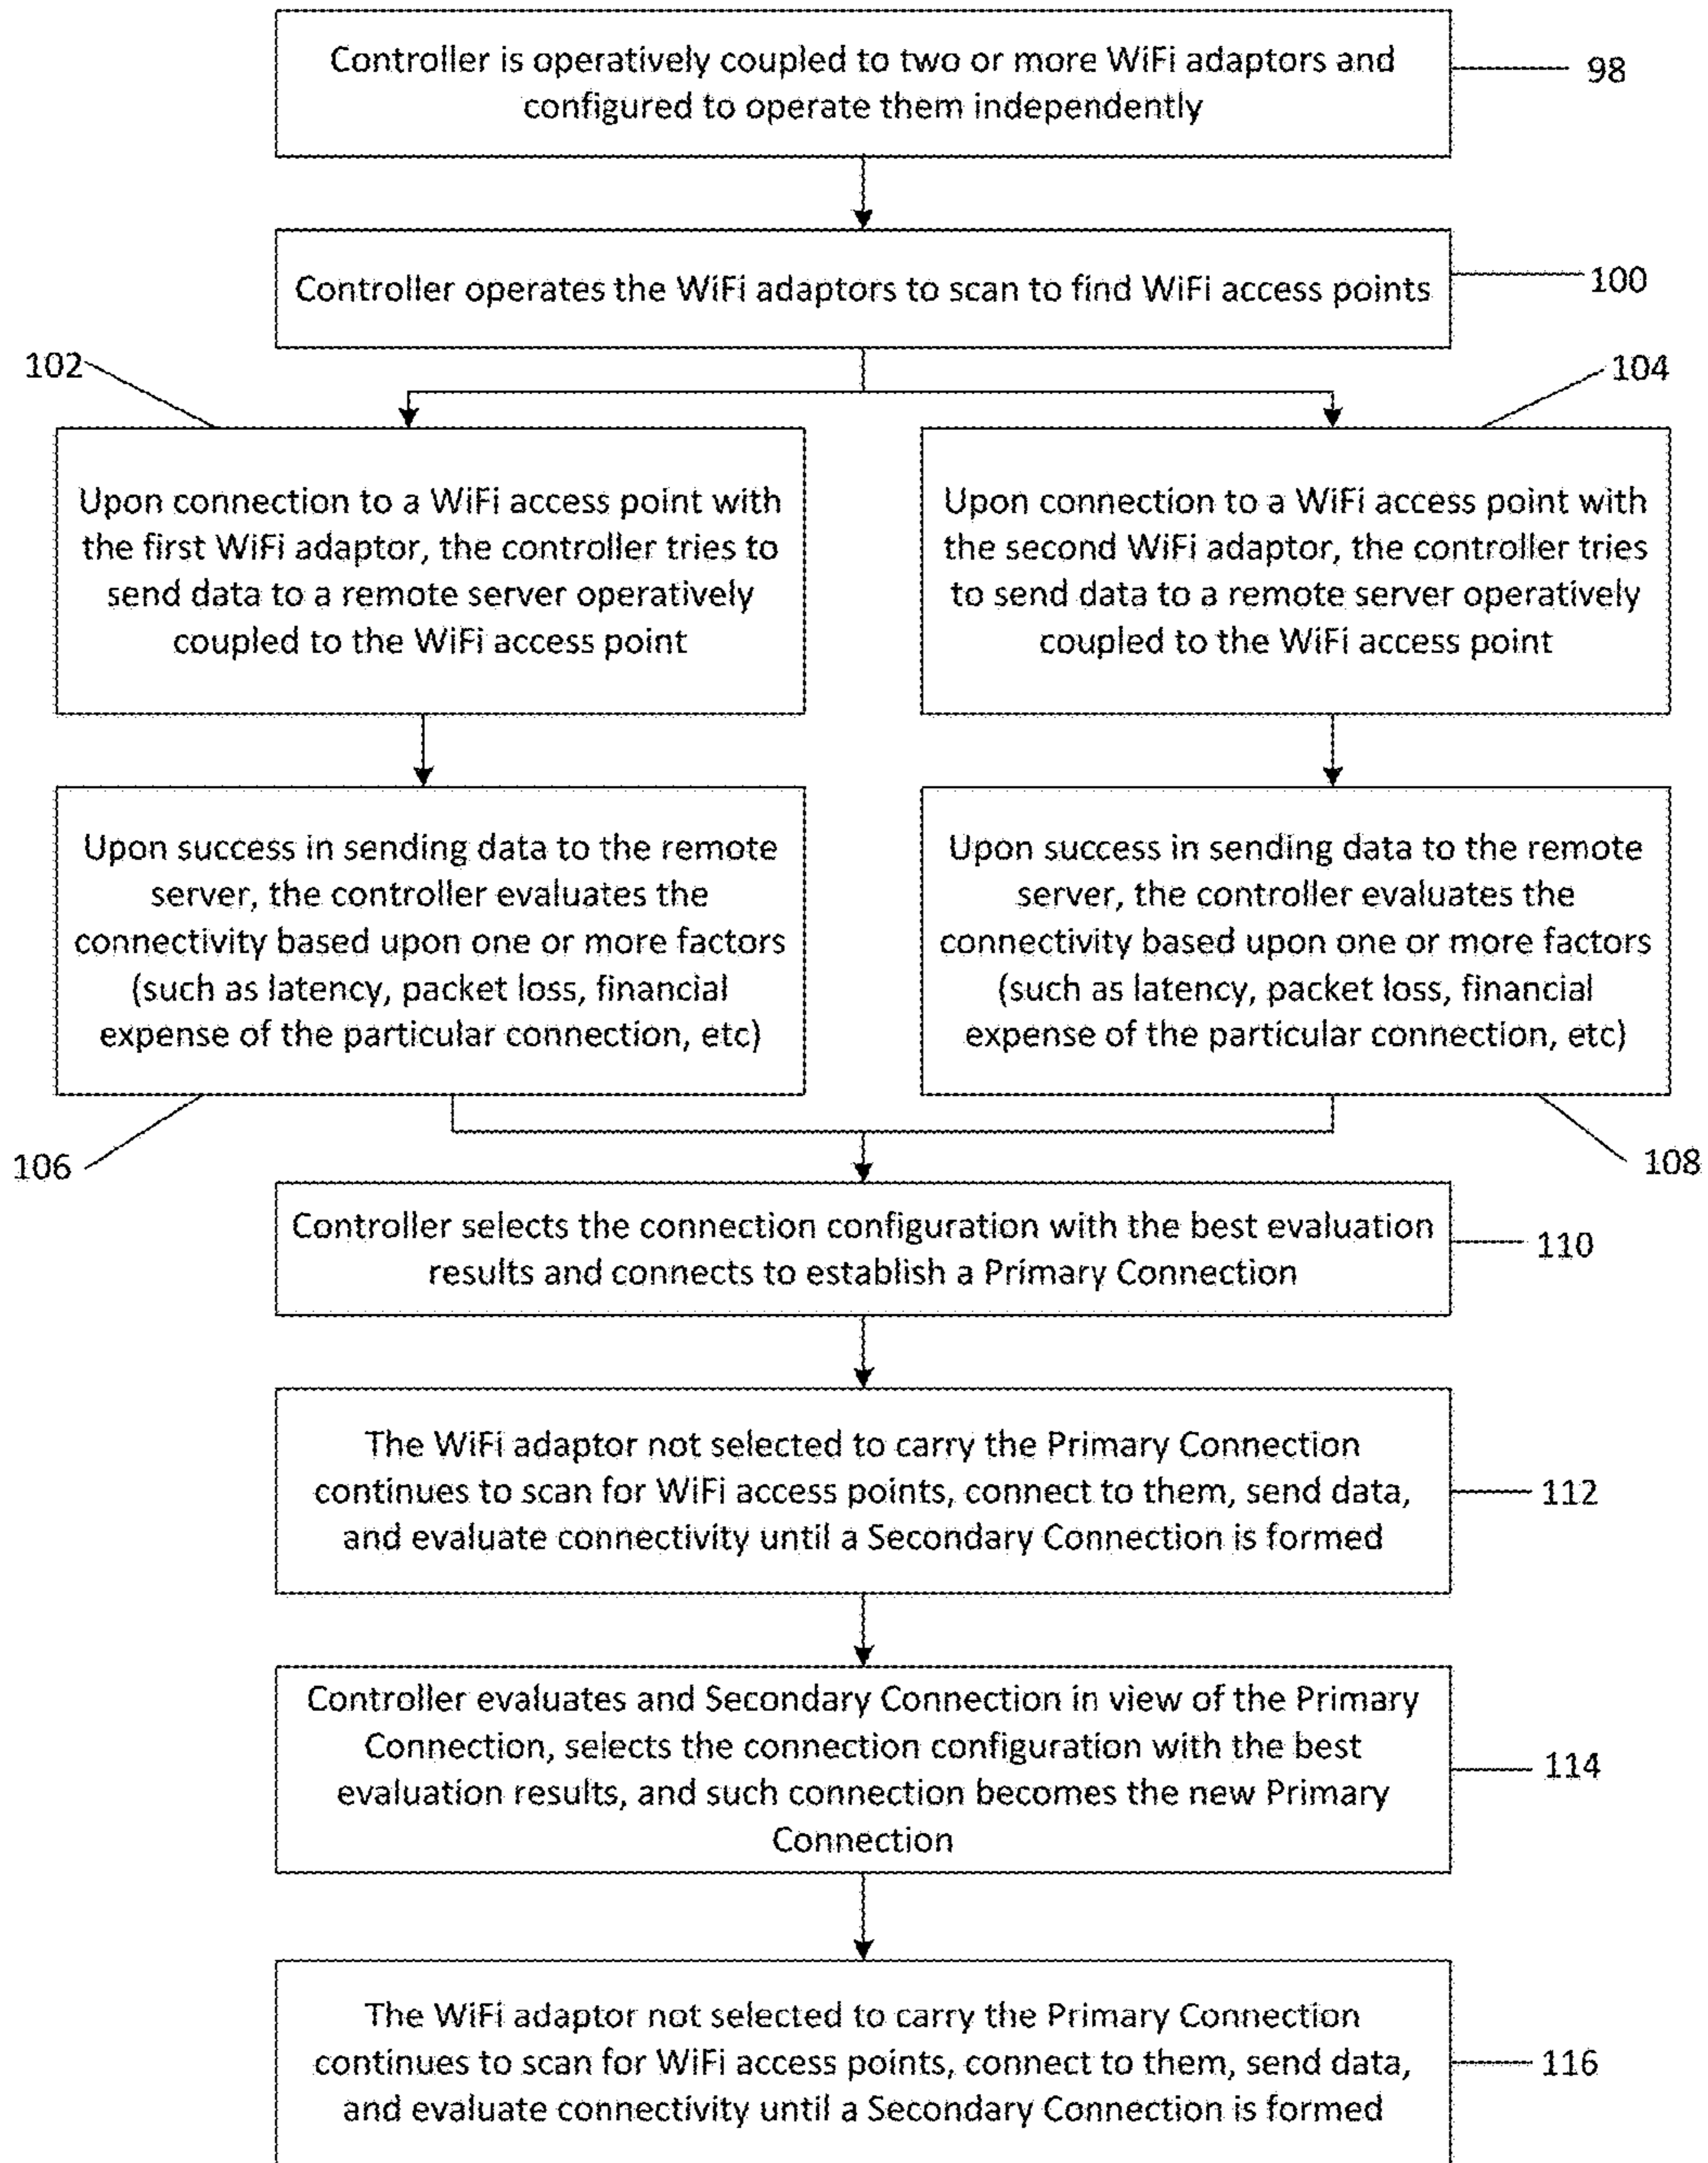 Controller is operatively coupled to two or more WiFi adaptors and
configured to operate them independently
98
Controller operates the WiFi adaptors to scan to find WiFi access points
100
102
104
Upon connection to a WiFi access point with
the first WiFi adaptor, the controller tries to
send data to a remote server operatively
coupled to the WiFi access point
Upon connection to a WiFi access point with
the second WiFi adaptor, the controller tries
to send data to a remote server operatively
coupled to the WiFi access point
Upon success in sending data to the remote
server, the controller evaluates the
connectivity based upon one or more factors
(such as latency, packet loss, financial
expense of the particular connection, etc)
Upon success in sending data to the remote
server, the controller evaluates the
connectivity based upon one or more factors
(such as latency, packet loss, financial
expense of the particular connection, etc)
106
108
Controller selects the connection configuration with the best evaluation
results and connects to establish a Primary Connection
110
The WiFi adaptor not selected to carry the Primary Connection
continues to scan for WiFi access points, connect to them, send data,
and evaluate connectivity until a Secondary Connection is formed
112
Controller evaluates and Secondary Connection in view of the Primary
Connection, selects the connection configuration with the best
evaluation results, and such connection becomes the new Primary
Connection
114
The WiFi adaptor not selected to carry the Primary Connection
continues to scan for WiFi access points, connect to them, send data,
and evaluate connectivity until a Secondary Connection is formed
116